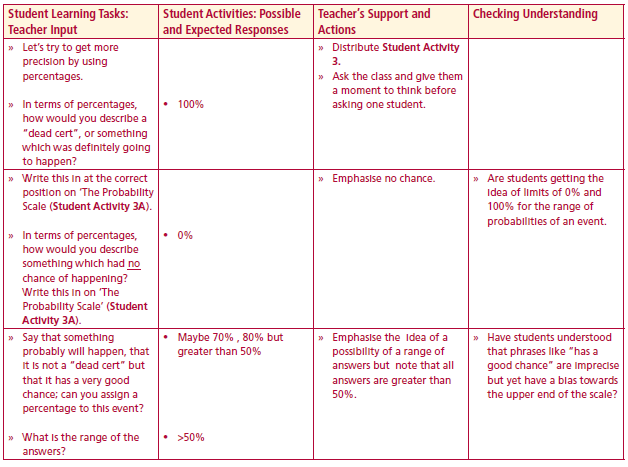 Student Learning Tasks:
Teacher Input
Student Activities: Possible
and Expected Responses
Teacher's Support and
Actions
Checking Understanding
» Let's try to get more
precision by using
percentages.
» In terms of percentages,
how would you describe a
"dead cert", or something
which was definitely going
to happen?
• 100%
» Distribute Student Activity
3.
» Ask the class and give them
a moment to think before
asking one student.
» Write this in at the correct
position on 'The Probability
Scale (Student Activity 3A).
» In terms of percentages,
how would you describe
something which had no
chance of happening?
Write this in on 'The
Probability Scale' (Student
Activity 3A).
• 0%
» Emphasise no chance.
» Are students getting the
idea of limits of 0% and
100% for the range of
probabilities of an event.
» Say that something
probably will happen, that
it is not a "dead cert" but
that it has a very good
chance; can you assign a
percentage to this event?
» What is the range of the
answers?
• Maybe 70% , 80% but
greater than 50%
• >50%
» Emphasise the idea of a
possibility of a range of
answers but note that all
answers are greater than
50%.
» Have students understood
that phrases like "has a
good chance" are imprecise
but yet have a bias towards
the upper end of the scale?